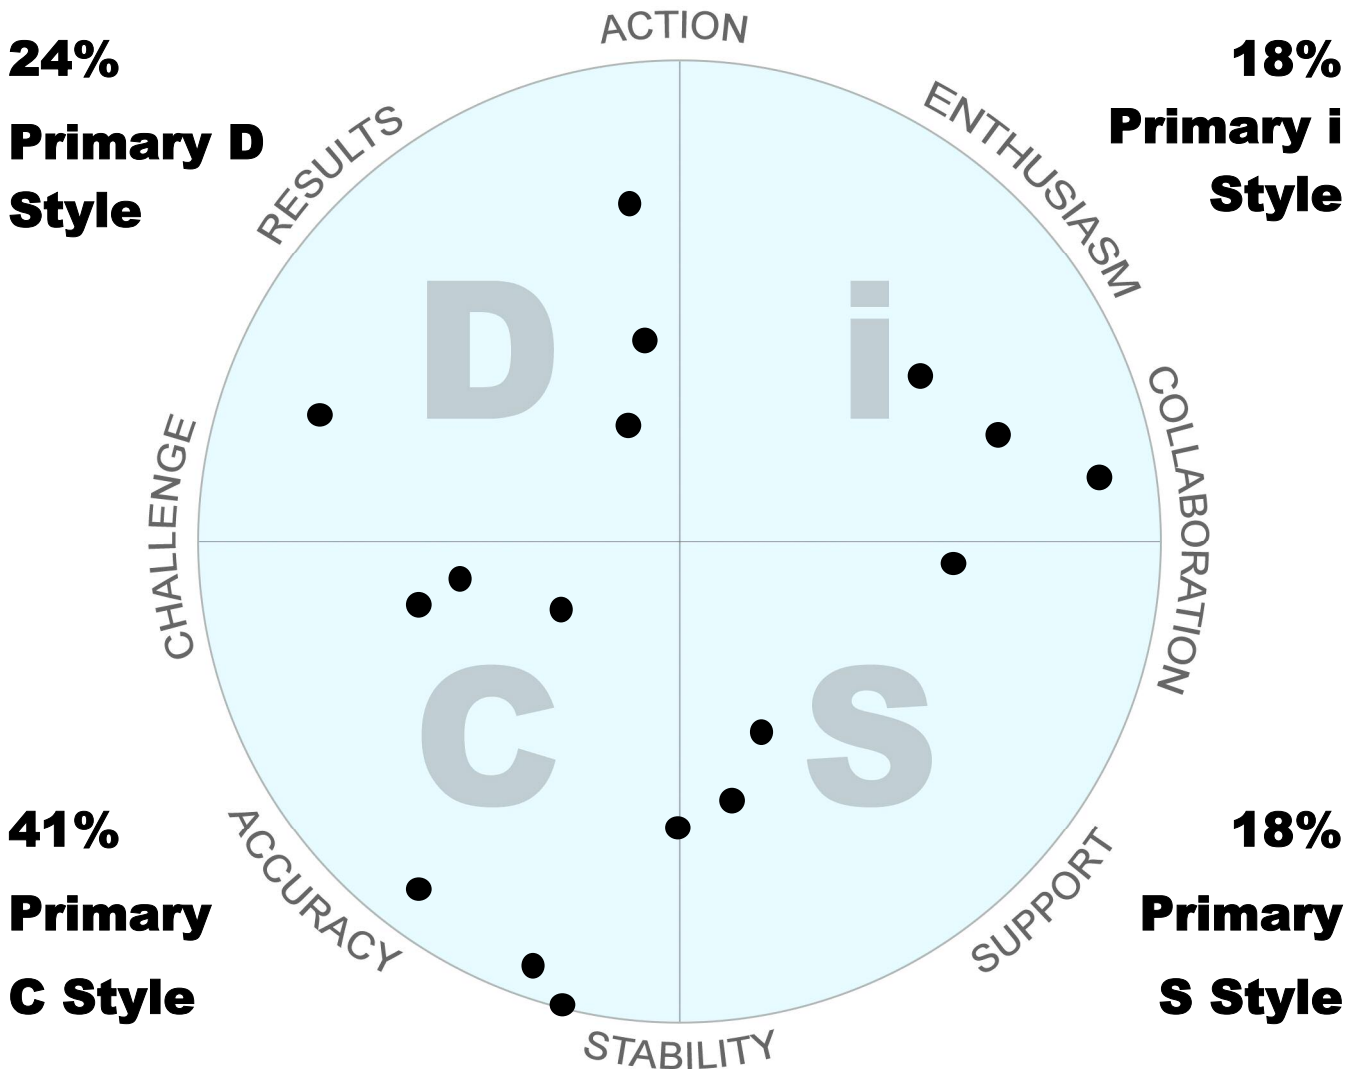 ACTION
24%
Primary D
Style
18%
Primary i
Style
RESULTS
ENTHUSIASM
D
i
CHALLENGE
COLLABORATION
C
S
41%
Primary
C Style
18%
Primary
S Style
ACCURACY
SUPPORT
STABILITY